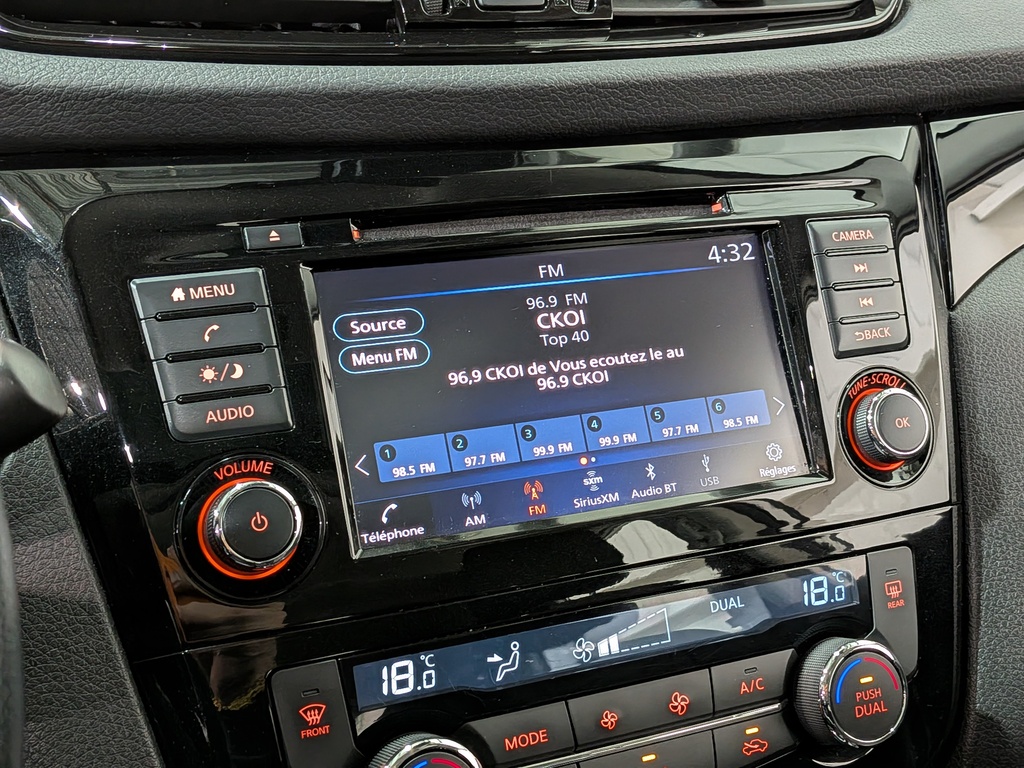 MENU
AUDIO
VOLUME
FM
4:32
Source
Menu FM
96.9 FM
CKOI
Top 40
96,9 CKOI de Vous ecoutez le au
96.9 CKOI
1 98.5 FM
2 97.7 FM
3 99.9 FM
4 99.9 FM
5 97.7 FM
6 98.5 FM
Téléphone
AM
FM
sxm
SiriusXM
Audio BT
USB
Réglages
CAMERA
BACK
TUNE·SCROLL
OK
18.0 °C
DUAL
18.0 °C
REAR
FRONT
MODE
A/C
PUSH
DUAL